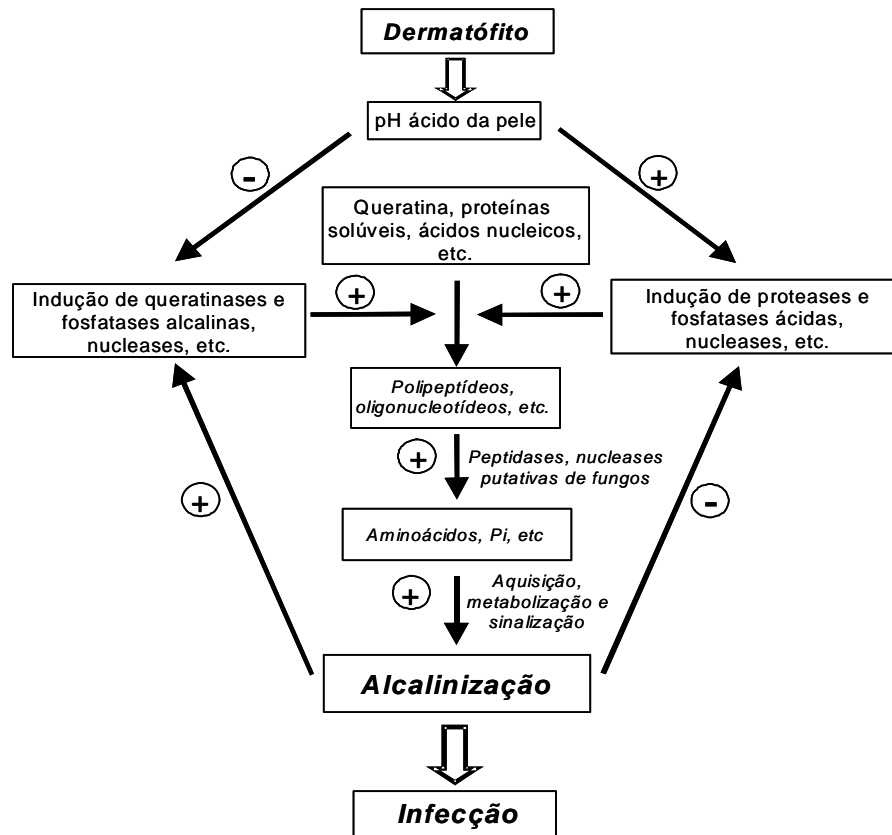 Dermatófito
pH ácido da pele
-
+
Queratina, proteínas
solúveis, ácidos nucleicos,
etc.
Indução de queratinases e
fosfatases alcalinas,
nucleases, etc.
+
+
Indução de proteases e
fosfatases ácidas,
nucleases, etc.
Polipeptídeos,
oligonucleotídeos, etc.
+
Peptidases, nucleases
putativas de fungos
+
-
Aminoácidos, Pi, etc
+
Aquisição,
metabolização e
sinalização
Alcalinização
Infecção